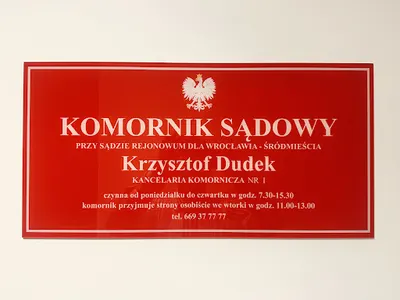 KOMORNIK SĄDOWY
PRZY SĄDZIE REJONOWUM DLA WROCŁAWIA - ŚRÓDMIEŚCIA
Krzysztof Dudek
KANCELARIA KOMORNICZA NR 1
czynna od poniedziałku do czwartku w godz. 7.30-15.30
komornik przyjmuje strony osobiście we wtorki w godz. 11.00-13.00
tel. 669 37 77 77